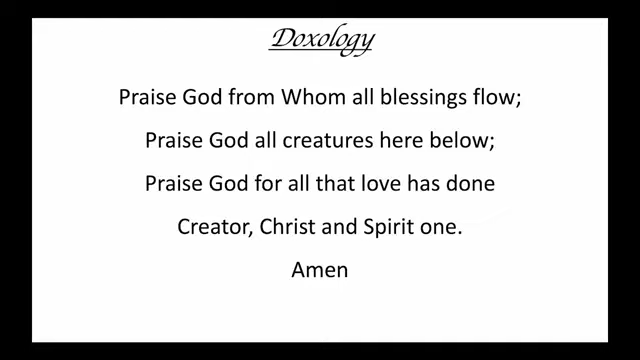 Doxology
Praise God from Whom all blessings flow;
Praise God all creatures here below;
Praise God for all that love has done
Creator, Christ and Spirit one.
Amen